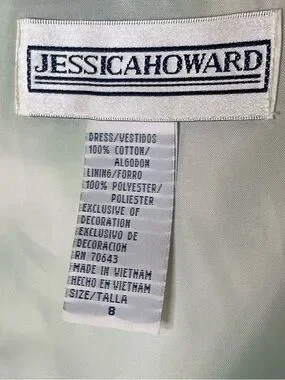 JESSICAHOWARD
DRESS/VESTIDOS
100% COTTON/
ALGODON
LINING/FORRO
100% POLYESTER/
POLIESTER
EXCLUSIVE OF
DECORATION
EXCLUSIVO DE
DECORACION
RN 70643
MADE IN VIETNAM
HECHO EN VIETNAM
SIZE/TALLA
8